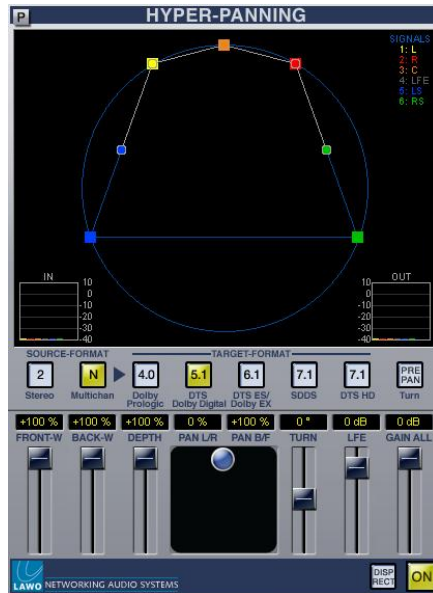 P HYPER-PANNING
SIGNALS
1: L
2: R
3: C
4: LFE
5: LS
6: RS
IN
10
0
-10
-20
-30
-40
OUT
10
0
-10
-20
-30
-40
SOURCE-FORMAT TARGET-FORMAT
2 N 4.0 5.1 6.1 7.1 7.1 PRE PAN
Stereo Multichan Dolby Prologic DTS Dolby Digital DTS ES/ Dolby EX SDDS DTS HD Turn
+100 % +100 % +100 % 0 % +100 % 0 ° 0 dB 0 dB
FRONT-W BACK-W DEPTH PAN L/R PAN B/F TURN LFE GAIN ALL
LAWO NETWORKING AUDIO SYSTEMS DISP RECT ON